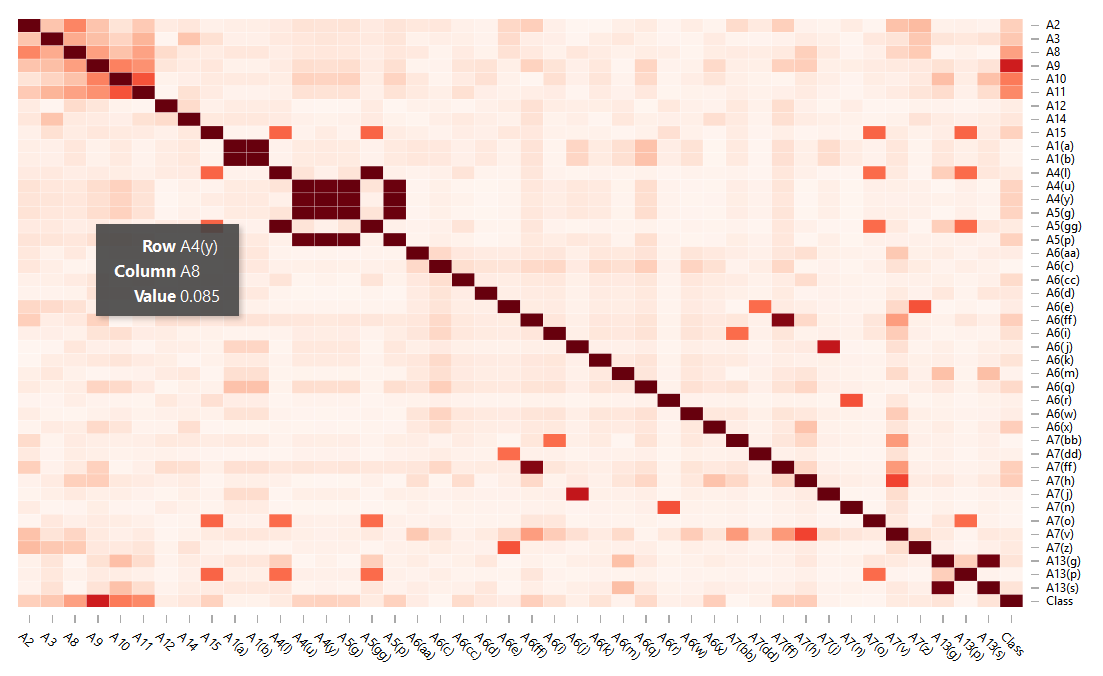 Row A4(y)
Column A8
Value 0.085
A2
A3
A8
A9
A10
A11
A12
A14
A15
A1(a)
A1(b)
A4(l)
A4(u)
A4(y)
A5(g)
A5(gg)
A5(p)
A6(aa)
A6(c)
A6(cc)
A6(d)
A6(e)
A6(ff)
A6(i)
A6(j)
A6(k)
A6(m)
A6(q)
A6(r)
A6(w)
A6(x)
A7(bb)
A7(dd)
A7(ff)
A7(h)
A7(j)
A7(n)
A7(o)
A7(v)
A7(z)
A13(g)
A13(p)
A13(s)
Class
A2 A3 A8 A9 A10 A11 A12 A14 A15 A1(a) A1(b) A4(l) A4(u) A4(y) A5(g) A5(gg) A5(p) A6(aa) A6(c) A6(cc) A6(d) A6(e) A6(ff) A6(i) A6(j) A6(k) A6(m) A6(q) A6(r) A6(w) A6(x) A7(bb) A7(dd) A7(ff) A7(h) A7(j) A7(n) A7(o) A7(v) A7(z) A13(g) A13(p) A13(s) Class